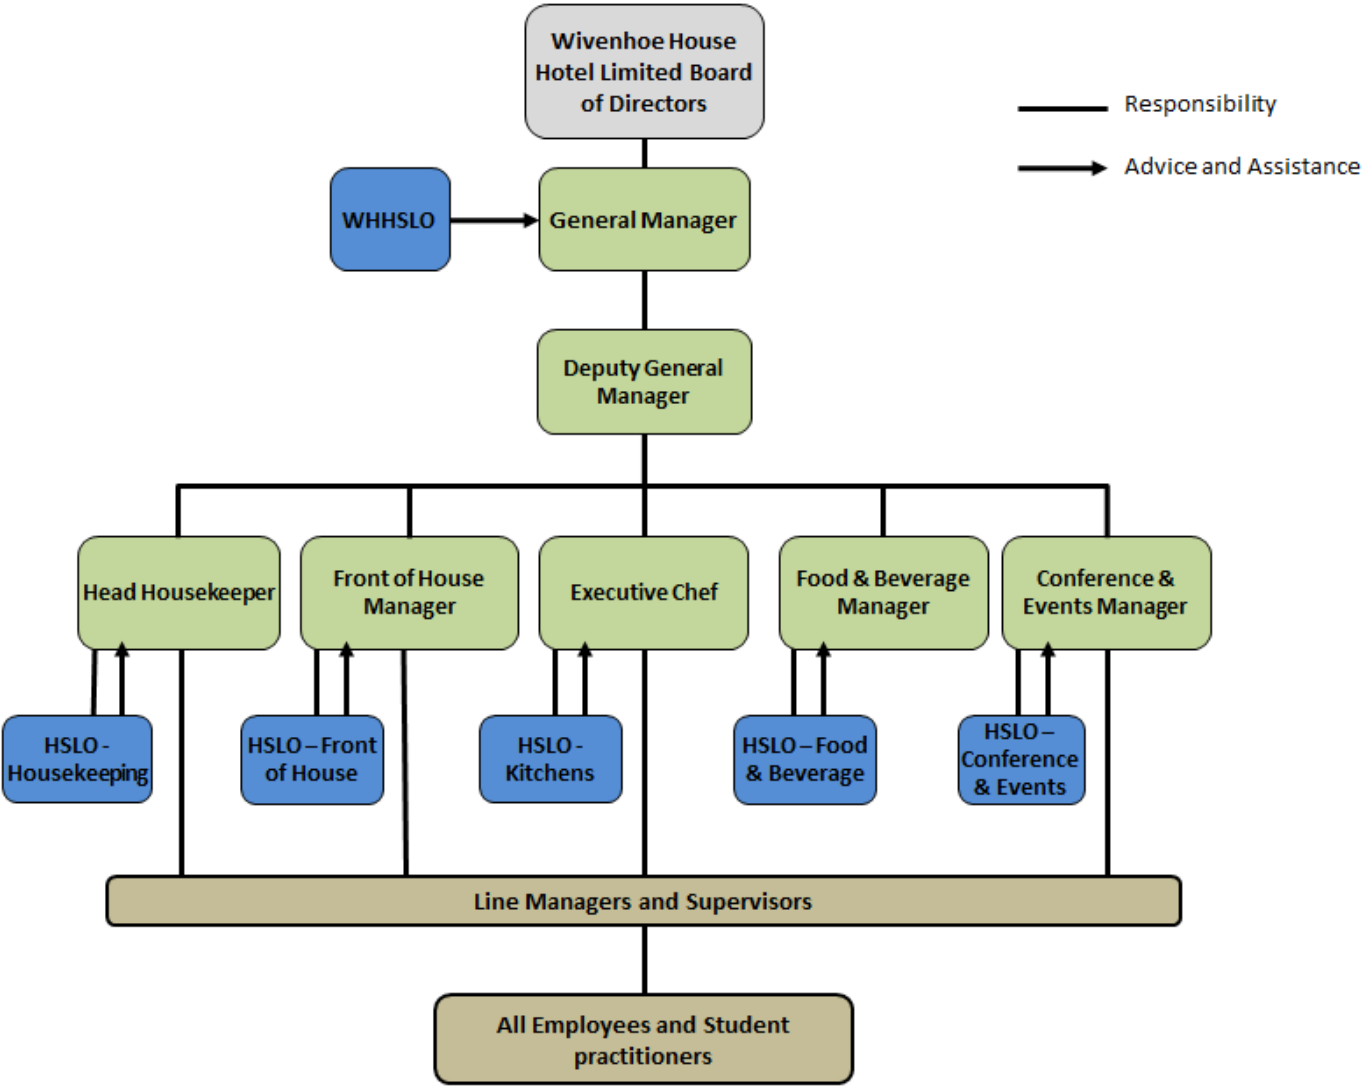 Wivenhoe House
Hotel Limited Board
of Directors
Responsibility
Advice and Assistance
WHHSLO
General Manager
Deputy General
Manager
Head Housekeeper
Front of House
Manager
Executive Chef
Food & Beverage
Manager
Conference &
Events Manager
HSLO -
Housekeeping
HSLO – Front
of House
HSLO -
Kitchens
HSLO – Food
& Beverage
HSLO –
Conference
& Events
Line Managers and Supervisors
All Employees and Student
practitioners